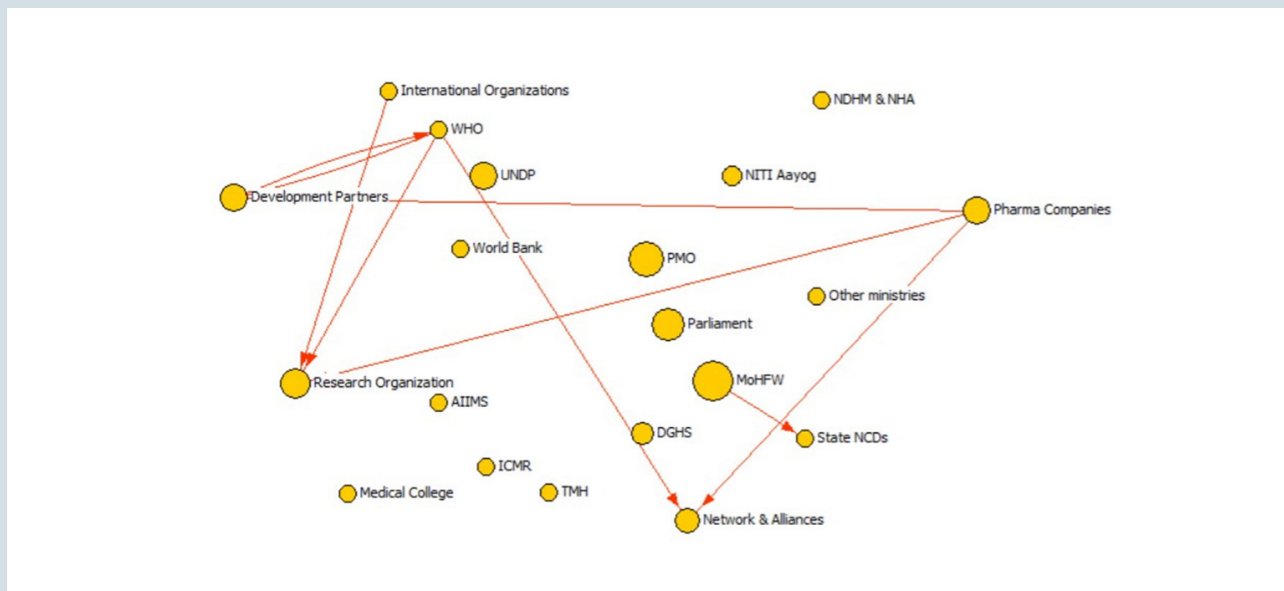 International Organizations
NDHM & NHA
WHO
UNDP
NITI Aayog
Development Partners
Pharma Companies
World Bank
PMO
Other ministries
Parliament
MoHFW
Research Organization
AIIMS
DGHS
State NCDs
ICMR
Medical College
TMH
Network & Alliances